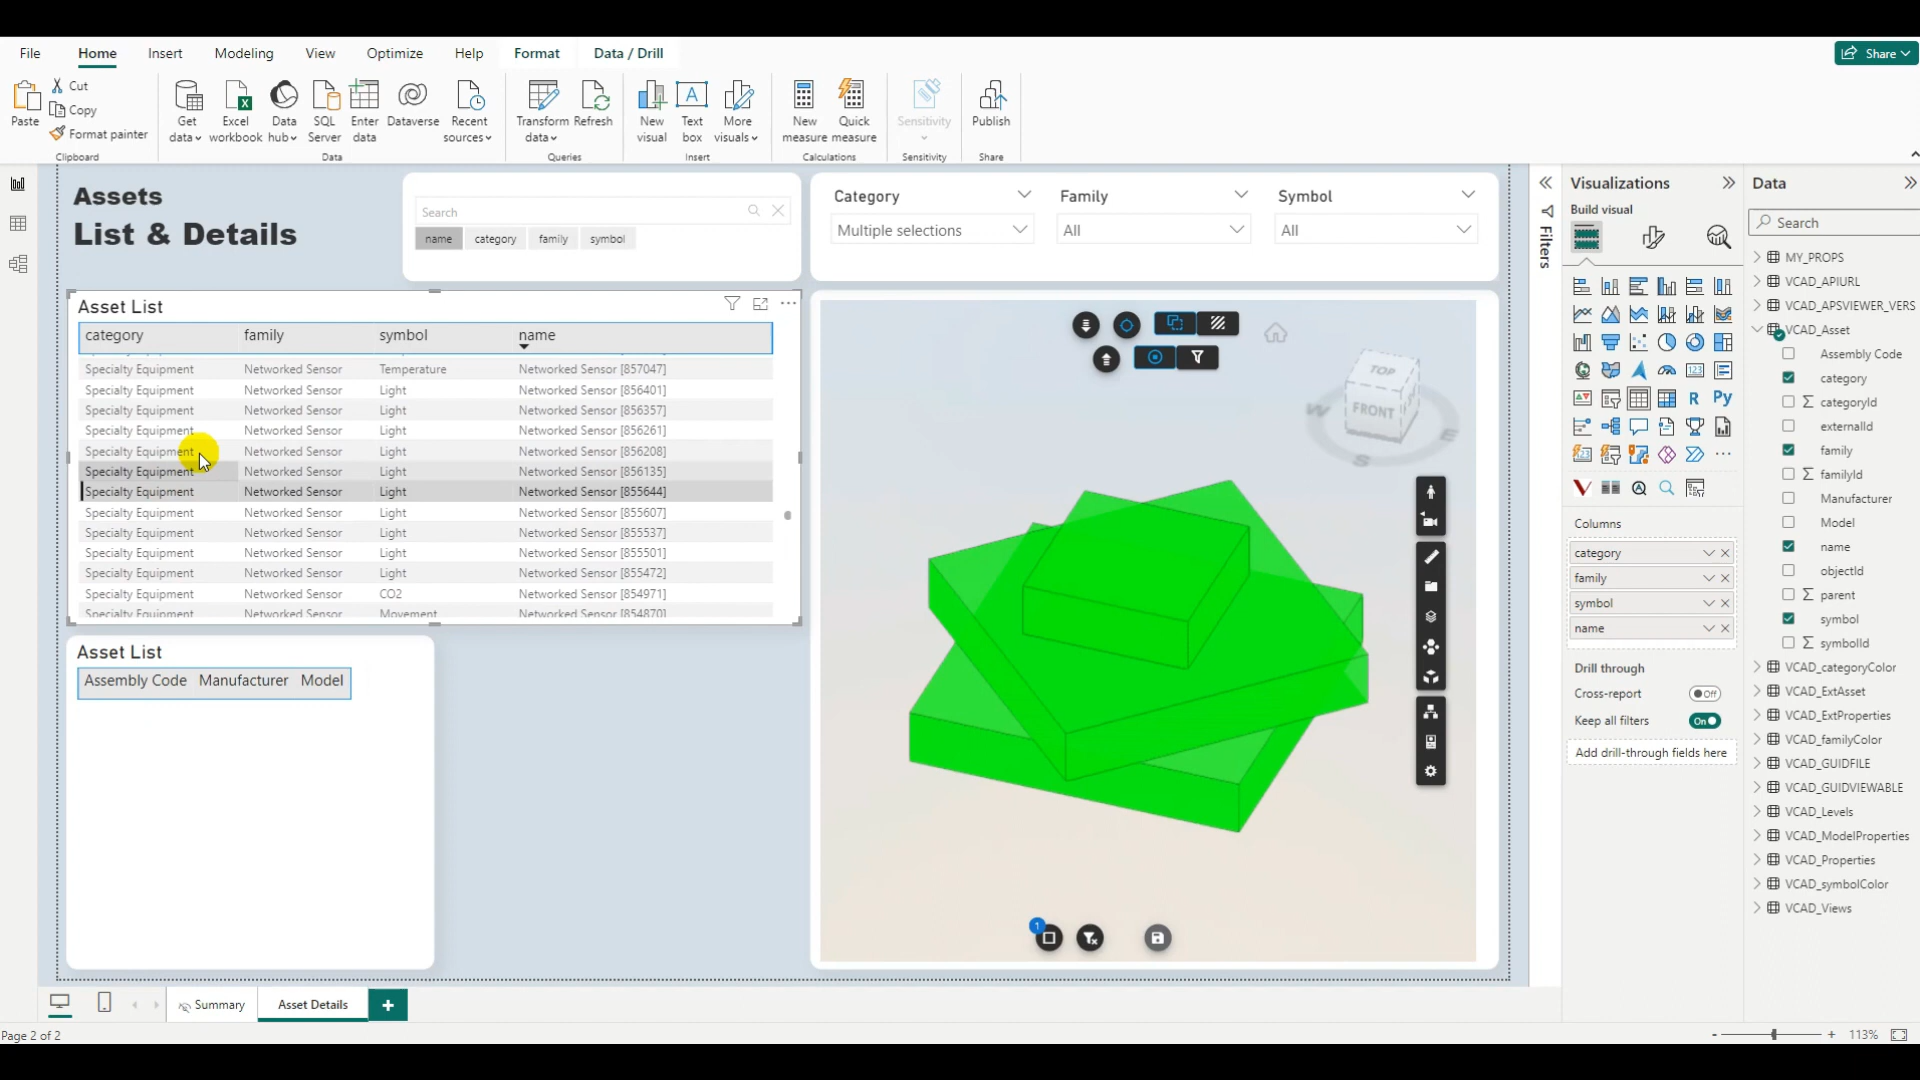 File Home Insert Modeling View Optimize Help Format Data / Drill Share
Paste Cut Copy Format painter
Clipboard
Get data Excel workbook Data hub SQL Server Enter data Dataverse Recent sources
Data
Transform data Refresh
Queries
New visual Text box More visuals
Insert
New measure Quick measure
Calculations
Sensitivity
Sensitivity
Publish
Share
Assets
List & Details
Search
name category family symbol
Category Family Symbol
Multiple selections All All
Asset List
category family symbol name
Specialty Equipment Networked Sensor Temperature Networked Sensor [857047]
Specialty Equipment Networked Sensor Light Networked Sensor [856401]
Specialty Equipment Networked Sensor Light Networked Sensor [856357]
Specialty Equipment Networked Sensor Light Networked Sensor [856261]
Specialty Equipment Networked Sensor Light Networked Sensor [856208]
Specialty Equipment Networked Sensor Light Networked Sensor [856135]
Specialty Equipment Networked Sensor Light Networked Sensor [855644]
Specialty Equipment Networked Sensor Light Networked Sensor [855607]
Specialty Equipment Networked Sensor Light Networked Sensor [855537]
Specialty Equipment Networked Sensor Light Networked Sensor [855501]
Specialty Equipment Networked Sensor Light Networked Sensor [855472]
Specialty Equipment Networked Sensor CO2 Networked Sensor [854971]
Specialty Equipment Networked Sensor Movement Networked Sensor [854870]
Asset List
Assembly Code Manufacturer Model
TOP
FRONT
W
E
S
1
Filters
Visualizations
Build visual
R Py
123
Columns
category
family
symbol
name
Drill through
Cross-report Off
Keep all filters On
Add drill-through fields here
Data
Search
MY_PROPS
VCAD_APIURL
VCAD_APSVIEWER_VERS
VCAD_Asset
Assembly Code
category
Σ categoryId
externalId
family
Σ familyId
Manufacturer
Model
name
objectId
Σ parent
symbol
Σ symbolId
VCAD_categoryColor
VCAD_ExtAsset
VCAD_ExtProperties
VCAD_familyColor
VCAD_GUIDFILE
VCAD_GUIDVIEWABLE
VCAD_Levels
VCAD_ModelProperties
VCAD_Properties
VCAD_symbolColor
VCAD_Views
Summary Asset Details +
Page 2 of 2
- + 113%